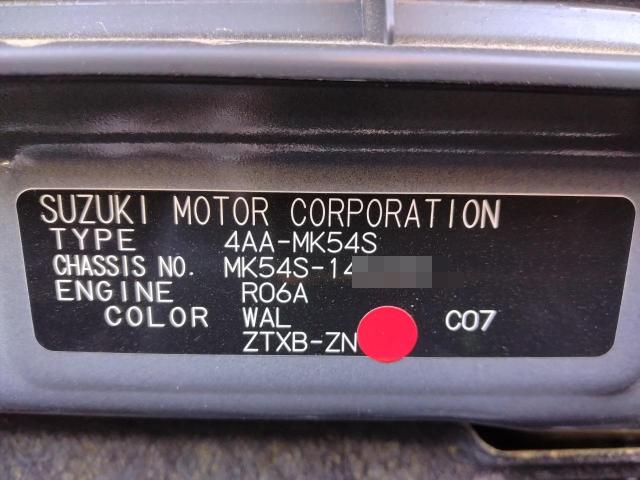 SUZUKI MOTOR CORPORATION
TYPE 4AA-MK54S
CHASSIS NO. MK54S-14
ENGINE R06A
COLOR WAL C07
ZTXB-ZN